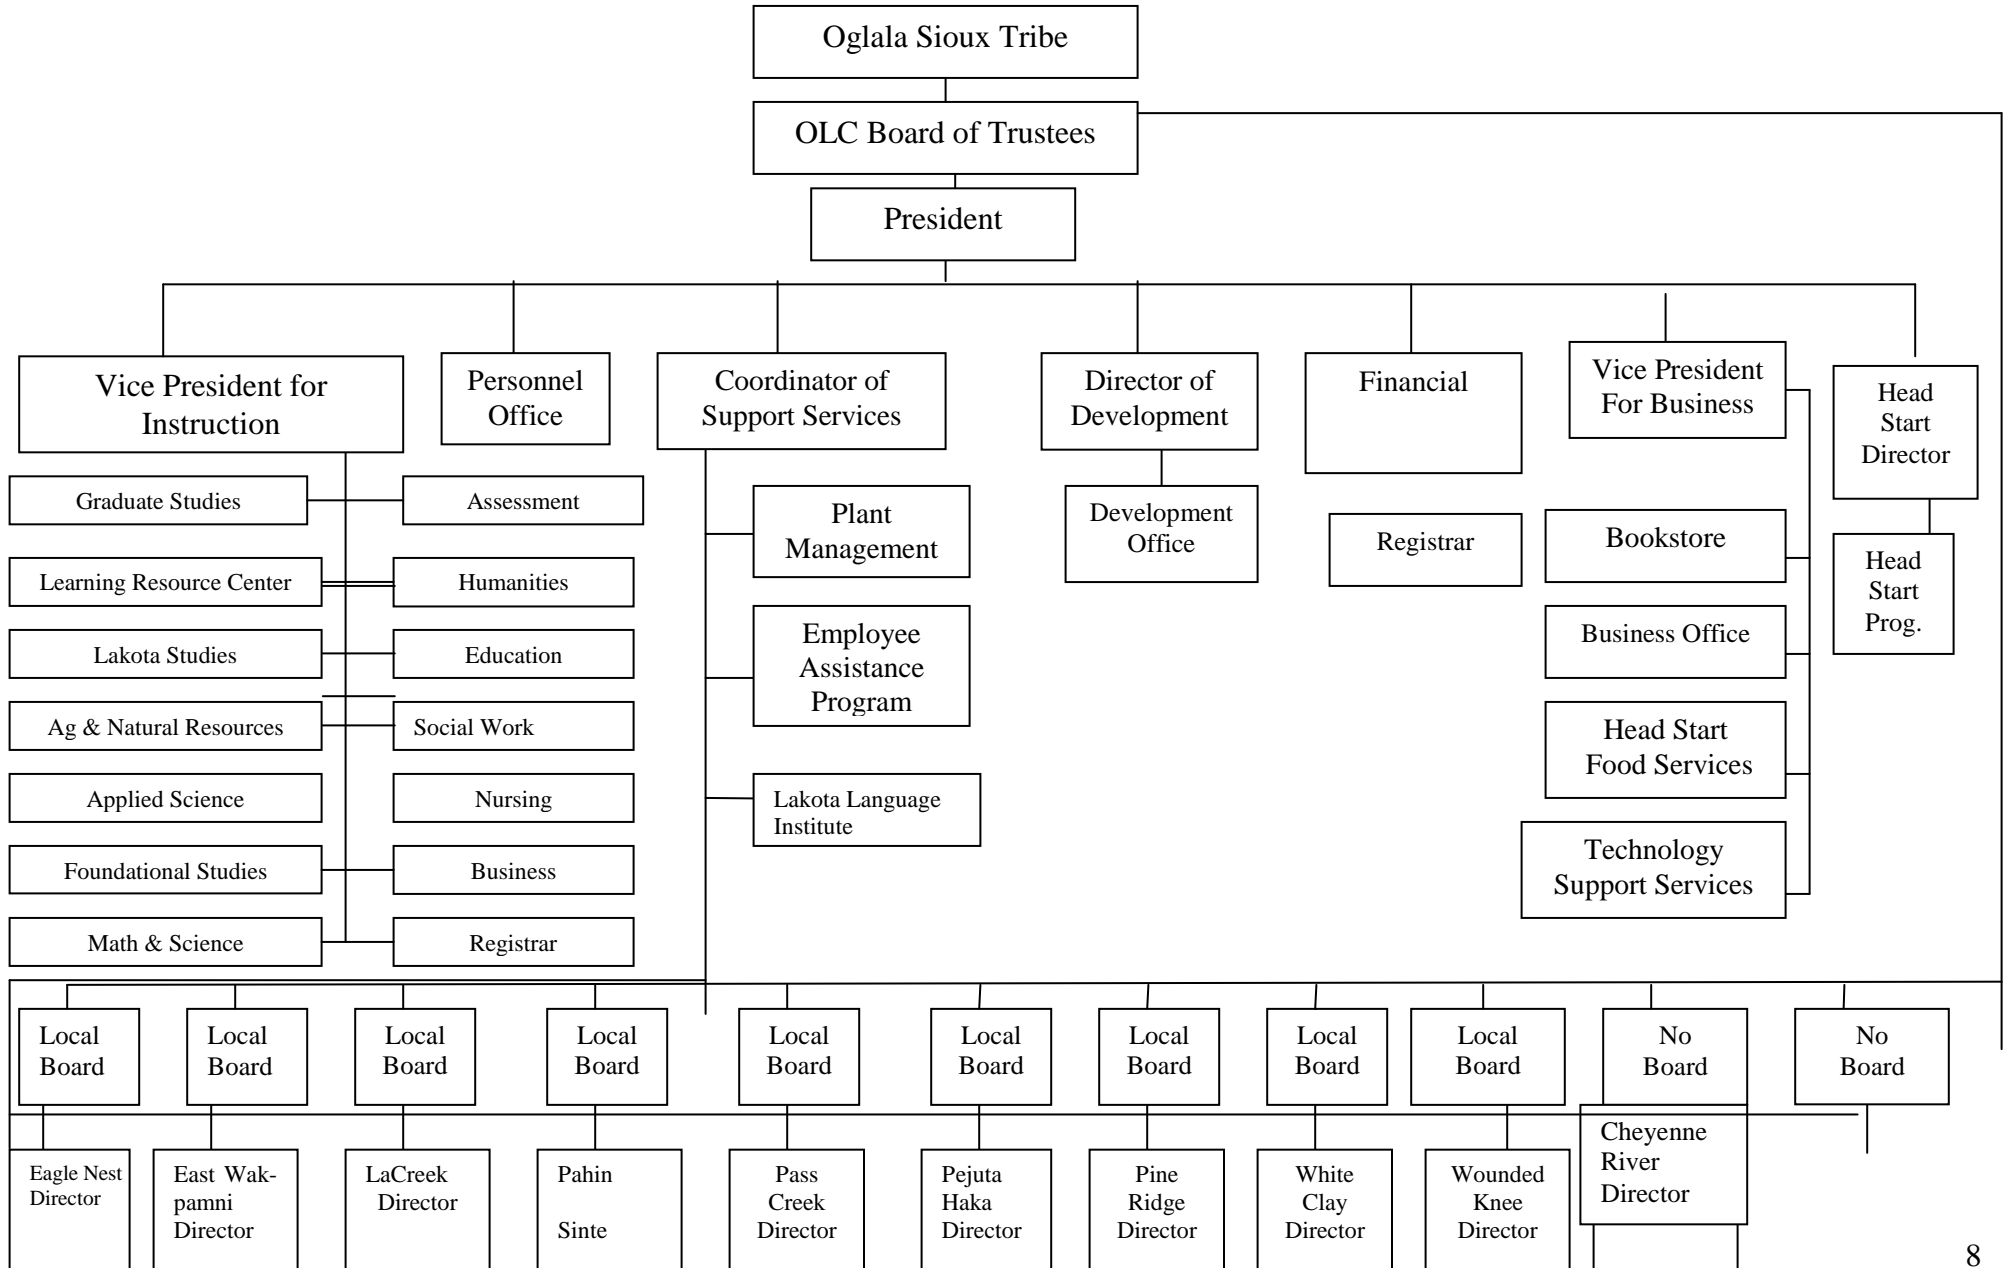 Oglala Sioux Tribe
OLC Board of Trustees
President
Vice President for
Instruction
Personnel
Office
Coordinator of
Support Services
Director of
Development
Financial
Vice President
For Business
Head
Start
Director
Graduate Studies
Assessment
Plant
Management
Development
Office
Registrar
Bookstore
Head
Start
Prog.
Learning Resource Center
Humanities
Lakota Studies
Education
Employee
Assistance
Program
Business Office
Ag & Natural Resources
Social Work
Head Start
Food Services
Applied Science
Nursing
Lakota Language
Institute
Foundational Studies
Business
Technology
Support Services
Math & Science
Registrar
Local
Board
Local
Board
Local
Board
Local
Board
Local
Board
Local
Board
Local
Board
Local
Board
Local
Board
No
Board
No
Board
Eagle Nest
Director
East Wak-
pamni
Director
LaCreek
Director
Pahin
Sinte
Pass
Creek
Director
Pejuta
Haka
Director
Pine
Ridge
Director
White
Clay
Director
Wounded
Knee
Director
Cheyenne
River
Director
8